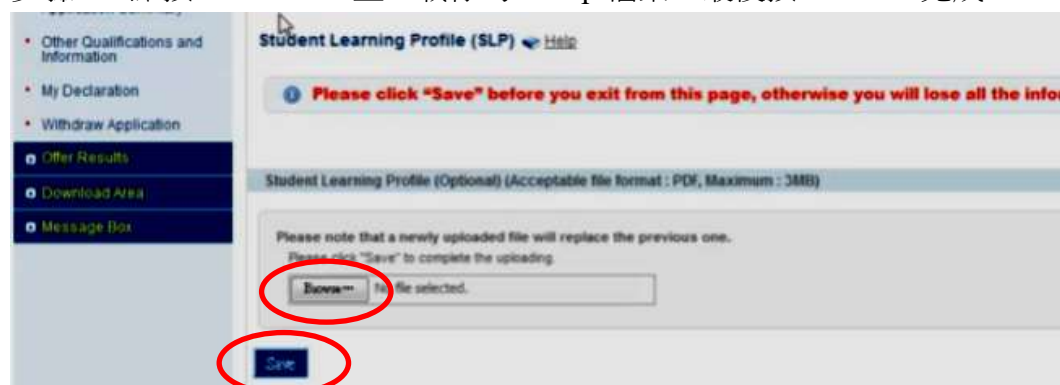 Other Qualifications and
Information
My Declaration
Withdraw Application
Offer Results
Download Area
Message Box
Student Learning Profile (SLP) Help
Please click “Save” before you exit from this page, otherwise you will lose all the info
Student Learning Profile (Optional) (Acceptable file format : PDF, Maximum : 3MB)
Please note that a newly uploaded file will replace the previous one.
Please click "Save" to complete the uploading
Browse… No file selected.
Save